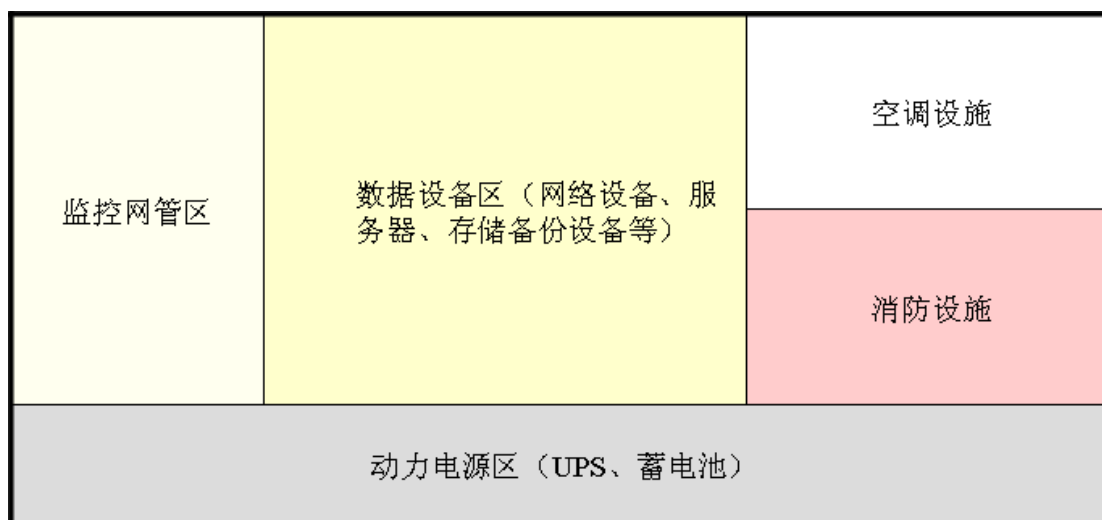 监控网管区
数据设备区（网络设备、服
务器、存储备份设备等）
空调设施
消防设施
动力电源区（UPS、蓄电池）